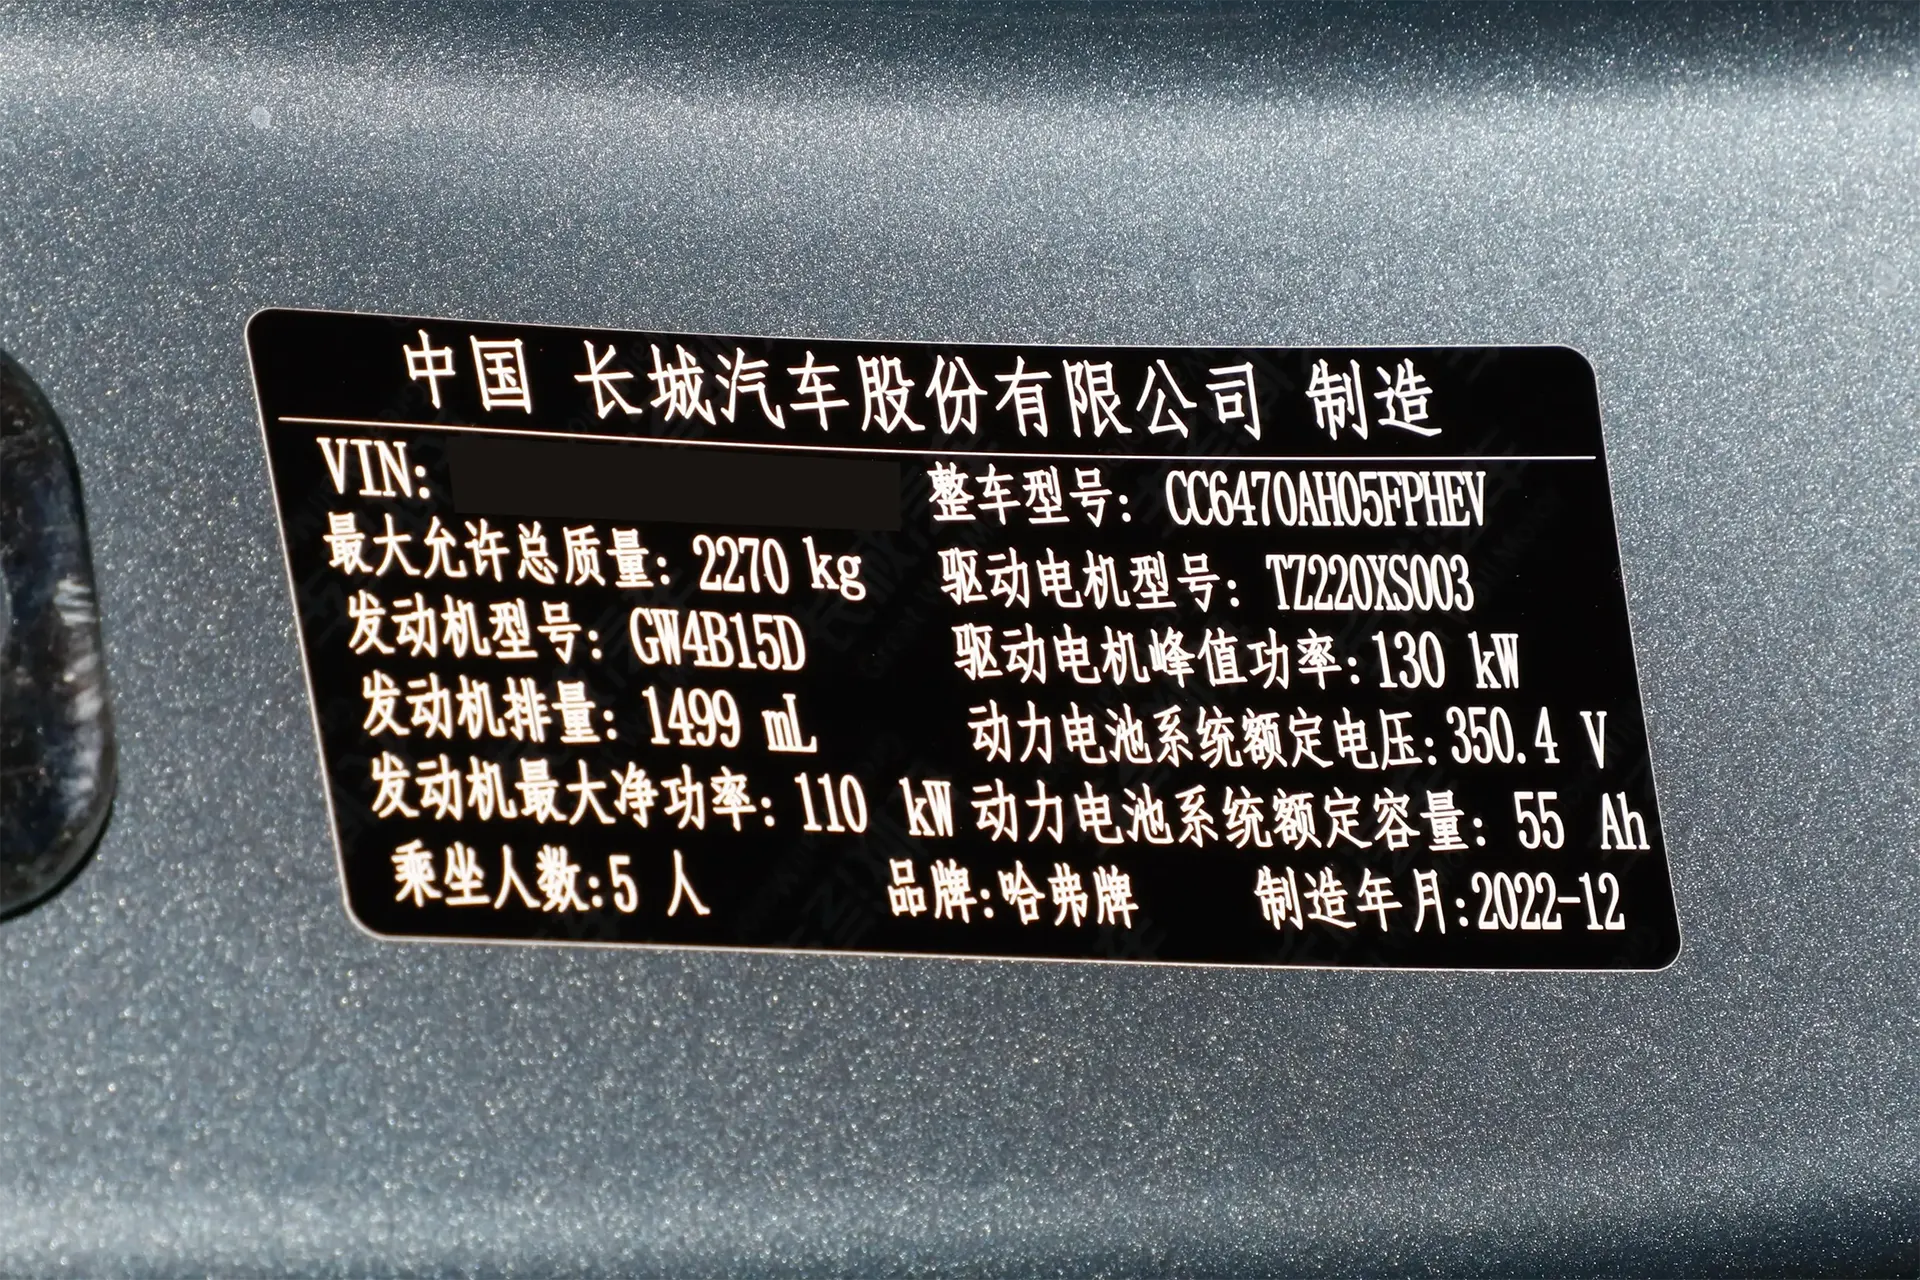 中国 长城汽车股份有限公司 制造
VIN: 整车型号: CC6470AH05FPHEV
最大允许总质量: 2270 kg 驱动电机型号: TZ220XS003
发动机型号: GW4B15D 驱动电机峰值功率:130 kW
发动机排量: 1499 mL 动力电池系统额定电压:350.4 V
发动机最大净功率: 110 kW 动力电池系统额定容量: 55 Ah
乘坐人数:5 人 品牌:哈弗牌 制造年月:2022-12